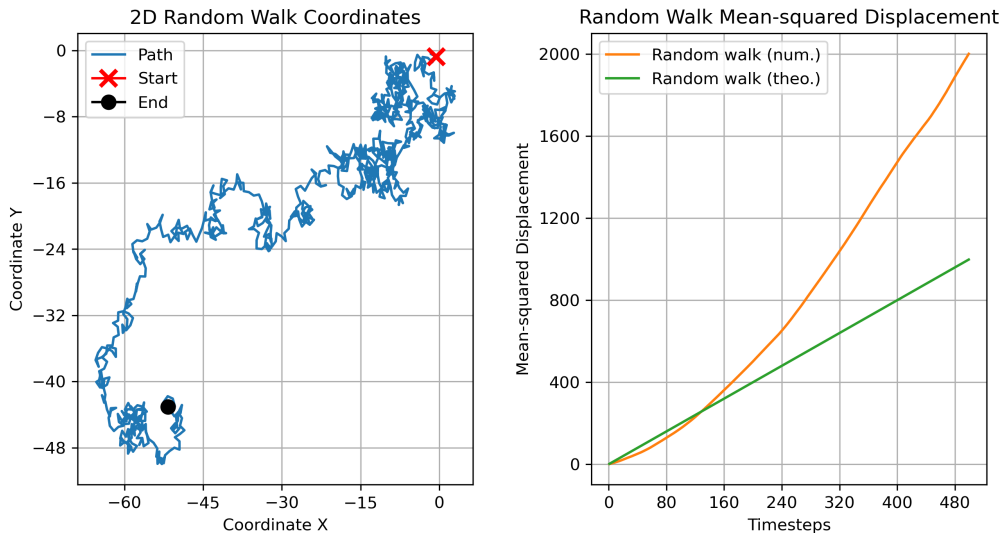 2D Random Walk Coordinates
Coordinate Y
0
−8
−16
−24
−32
−40
−48
Path
Start
End
−60
−45
−30
−15
0
Coordinate X
Random Walk Mean-squared Displacement
Mean-squared Displacement
2000
1600
1200
800
400
0
Random walk (num.)
Random walk (theo.)
0
80
160
240
320
400
480
Timesteps